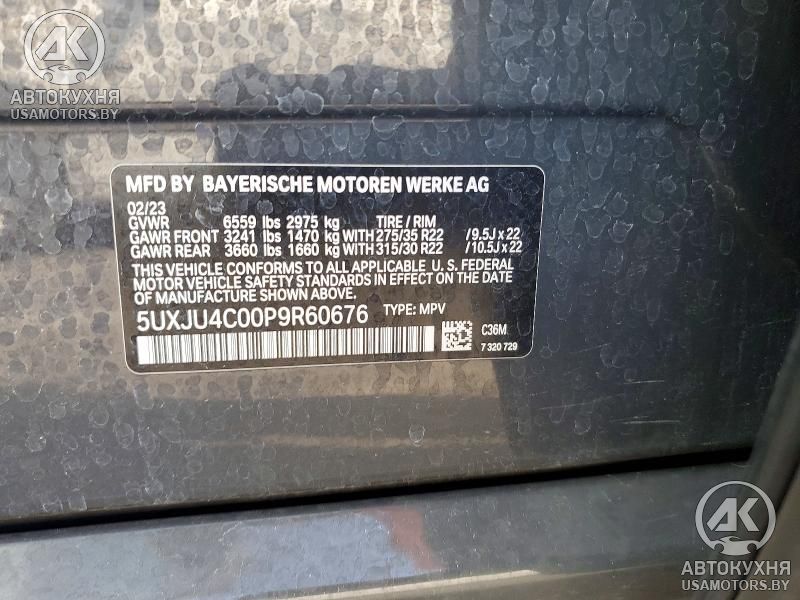 АВТОКУХНЯ
USAMOTORS.BY
MFD BY BAYERISCHE MOTOREN WERKE AG
02/23
GVWR 6559 lbs 2975 kg TIRE / RIM
GAWR FRONT 3241 lbs 1470 kg WITH 275/35 R22 /9.5J x 22
GAWR REAR 3660 lbs 1660 kg WITH 315/30 R22 /10.5J x 22
THIS VEHICLE CONFORMS TO ALL APPLICABLE U. S. FEDERAL
MOTOR VEHICLE SAFETY STANDARDS IN EFFECT ON THE DATE
OF MANUFACTURE SHOWN ABOVE.
5UXJU4C00P9R60676 TYPE: MPV
C36M
7 320 729
АВТОКУХНЯ
USAMOTORS.BY